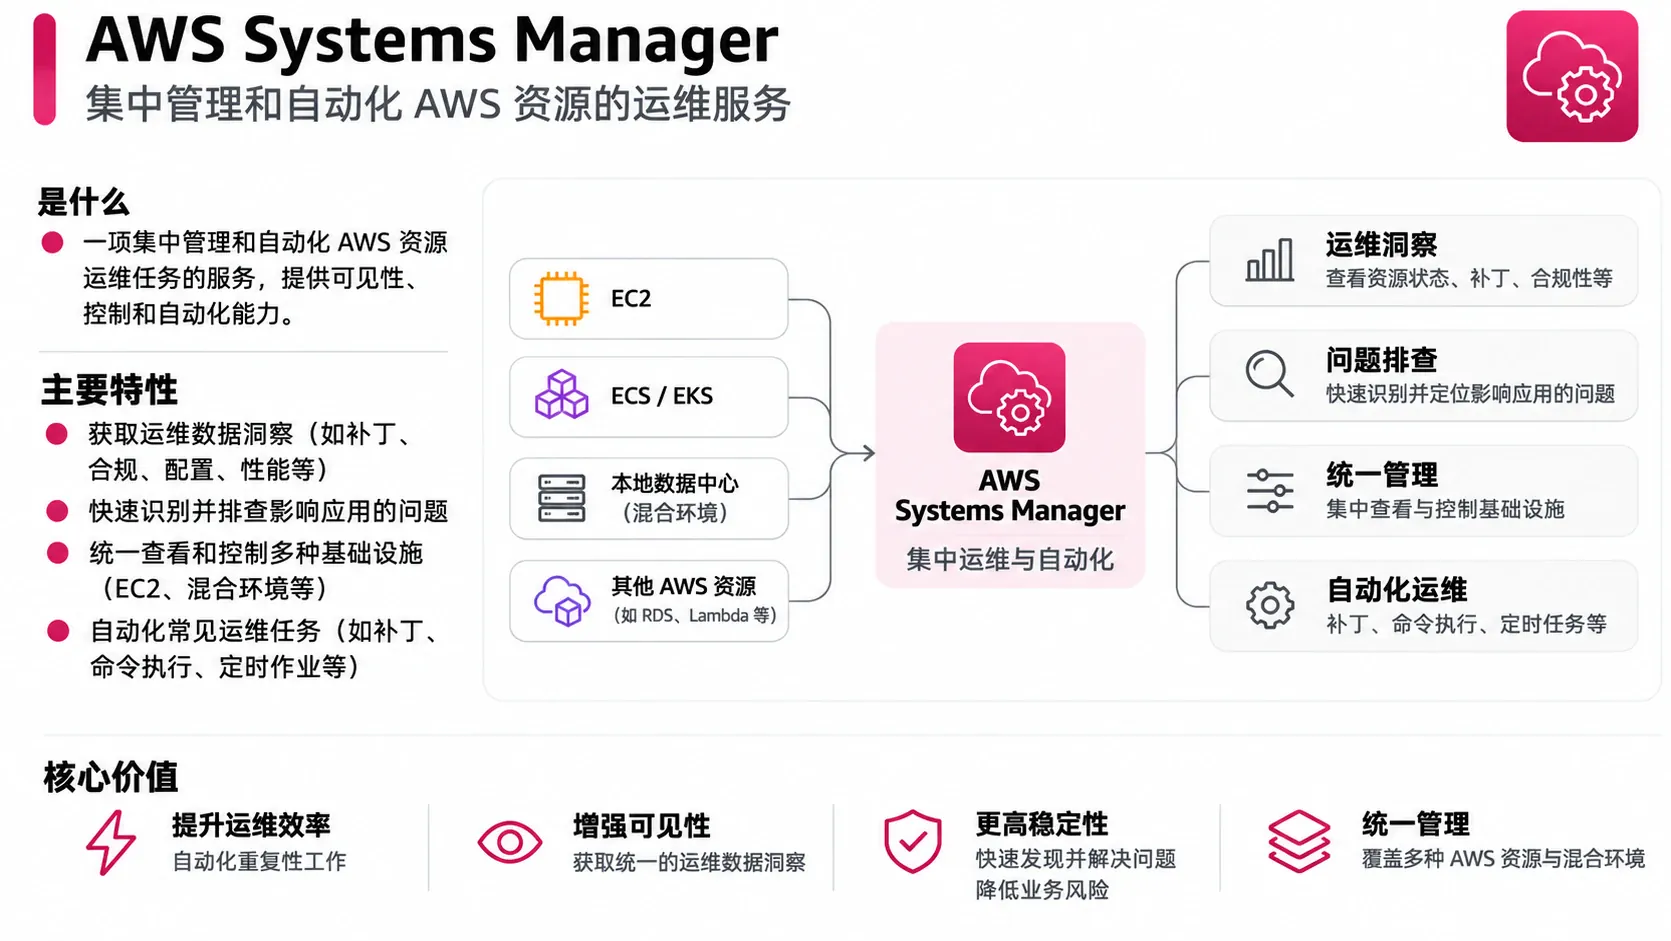 AWS Systems Manager
集中管理和自动化 AWS 资源的运维服务
是什么
一项集中管理和自动化 AWS 资源
运维任务的服务，提供可见性、
控制和自动化能力。
主要特性
获取运维数据洞察（如补丁、
合规、配置、性能等）
快速识别并排查影响应用的问题
统一查看和控制多种基础设施
（EC2、混合环境等）
自动化常见运维任务（如补丁、
命令执行、定时作业等）
EC2
ECS / EKS
本地数据中心
（混合环境）
其他 AWS 资源
（如 RDS、Lambda 等）
AWS
Systems Manager
集中运维与自动化
运维洞察
查看资源状态、补丁、合规性等
问题排查
快速识别并定位影响应用的问题
统一管理
集中查看与控制基础设施
自动化运维
补丁、命令执行、定时任务等
核心价值
提升运维效率
自动化重复性工作
增强可见性
获取统一的运维数据洞察
更高稳定性
快速发现并解决问题
降低业务风险
统一管理
覆盖多种 AWS 资源与混合环境